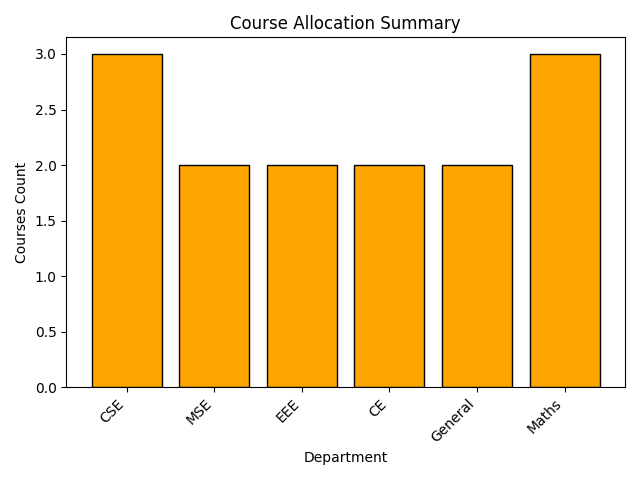 Course Allocation Summary
3.0
2.5
2.0
1.5
1.0
0.5
0.0
Courses Count
CSE
MSE
EEE
CE
General
Maths
Department